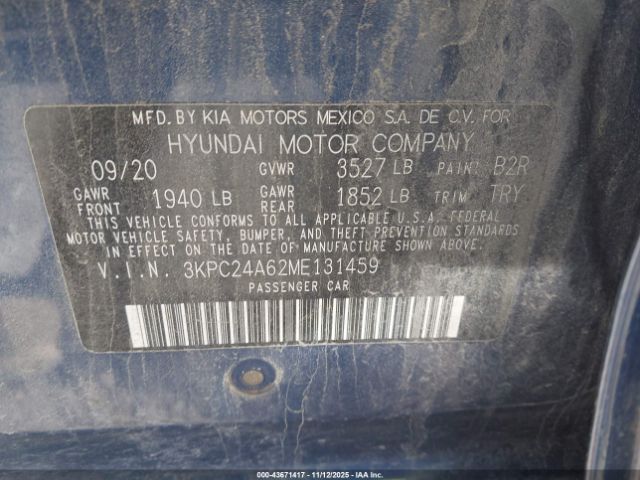 MFD. BY KIA MOTORS MEXICO S.A. DE C.V. FOR
HYUNDAI MOTOR COMPANY
09/20 GVWR 3527 LB PAINT B2R
GAWR FRONT 1940 LB GAWR REAR 1852 LB TRIM TRY
THIS VEHICLE CONFORMS TO ALL APPLICABLE U.S.A. FEDERAL
MOTOR VEHICLE SAFETY, BUMPER, AND THEFT PREVENTION STANDARDS
IN EFFECT ON THE DATE OF MANUFACTURE SHOWN ABOVE.
V.I.N. 3KPC24A62ME131459
PASSENGER CAR
000-43671417 - 11/12/2025 - IAAI